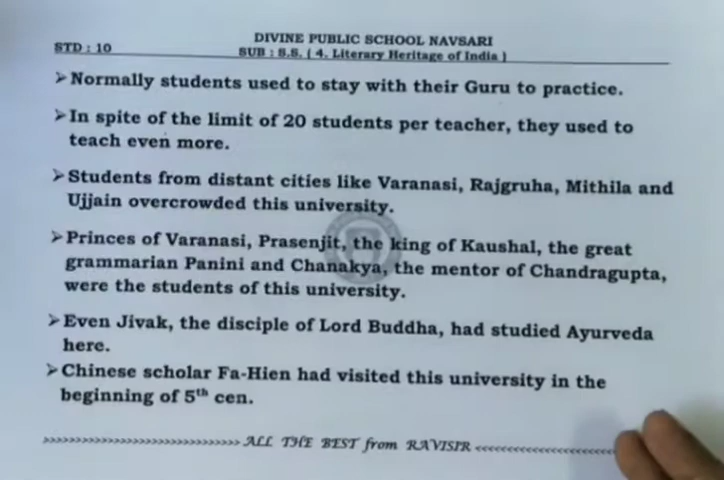 DIVINE PUBLIC SCHOOL NAVSARI
STD : 10 SUB : S.S. ( 4. Literary Heritage of India )
➢Normally students used to stay with their Guru to practice.
➢In spite of the limit of 20 students per teacher, they used to
teach even more.
➢Students from distant cities like Varanasi, Rajgruha, Mithila and
Ujjain overcrowded this university.
➢Princes of Varanasi, Prasenjit, the king of Kaushal, the great
grammarian Panini and Chanakya, the mentor of Chandragupta,
were the students of this university.
➢Even Jivak, the disciple of Lord Buddha, had studied Ayurveda
here.
➢Chinese scholar Fa-Hien had visited this university in the
beginning of 5th cen.
»»»»»»»»»»»»»»»» ALL THE BEST from RAVISIR ««««««««««««